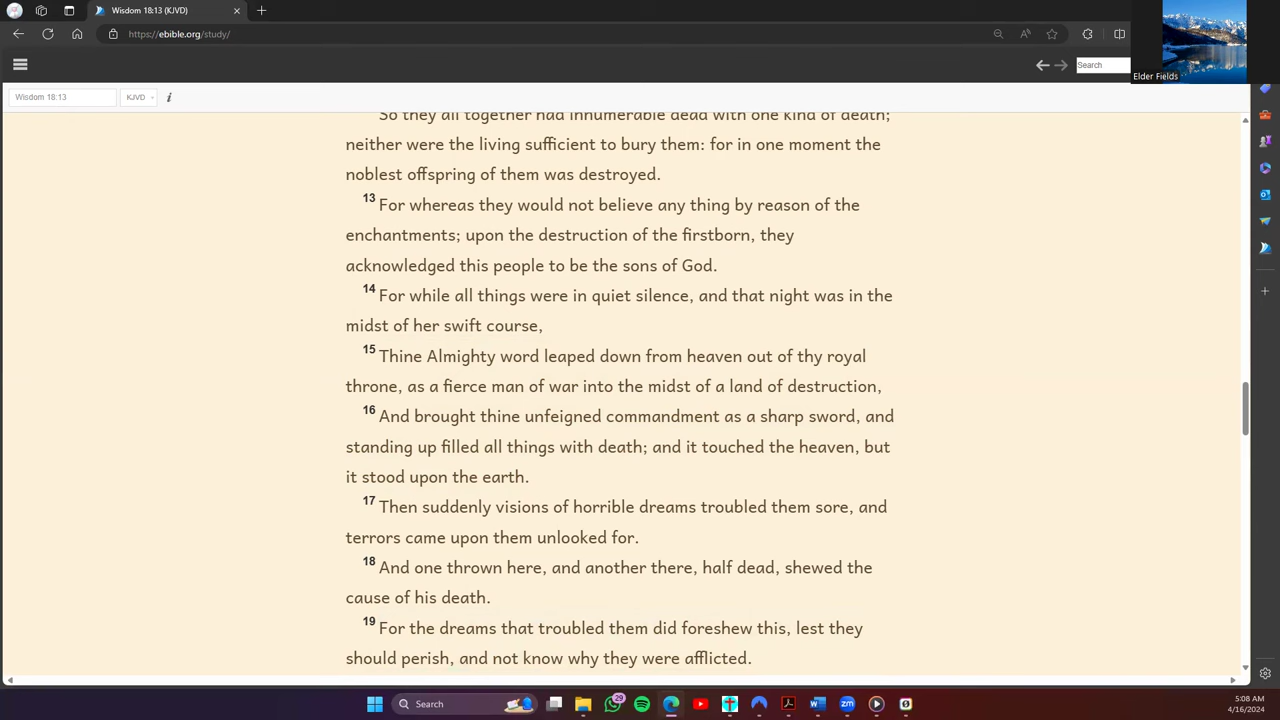 Wisdom 18:13 (KJVD)
https://ebible.org/study/
Elder Fields
Search
Wisdom 18:13
KJVD
So they all together had innumerable dead with one kind of death;
neither were the living sufficient to bury them: for in one moment the
noblest offspring of them was destroyed.
13 For whereas they would not believe any thing by reason of the
enchantments; upon the destruction of the firstborn, they
acknowledged this people to be the sons of God.
14 For while all things were in quiet silence, and that night was in the
midst of her swift course,
15 Thine Almighty word leaped down from heaven out of thy royal
throne, as a fierce man of war into the midst of a land of destruction,
16 And brought thine unfeigned commandment as a sharp sword, and
standing up filled all things with death; and it touched the heaven, but
it stood upon the earth.
17 Then suddenly visions of horrible dreams troubled them sore, and
terrors came upon them unlooked for.
18 And one thrown here, and another there, half dead, shewed the
cause of his death.
19 For the dreams that troubled them did foreshew this, lest they
should perish, and not know why they were afflicted.
Search
29
5:08 AM
4/16/2024